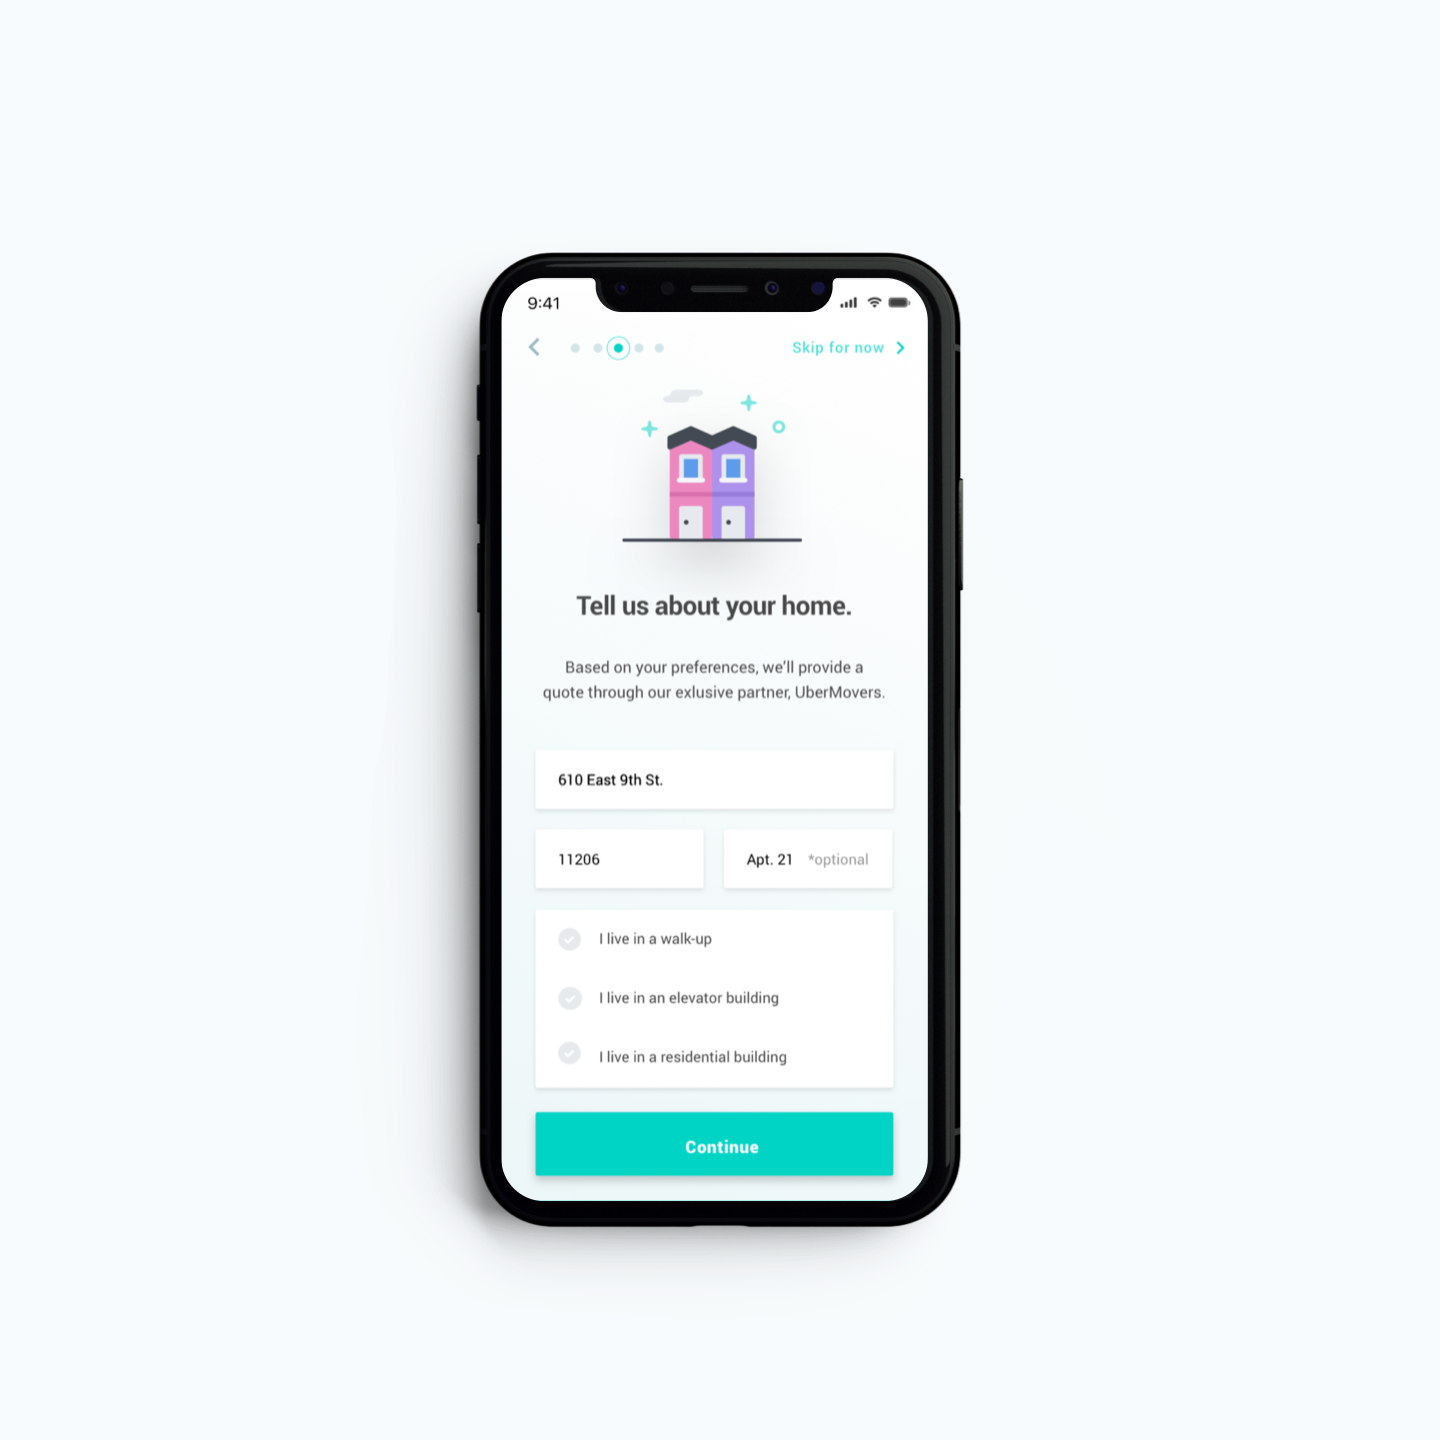 9:41
Skip for now
Tell us about your home.
Based on your preferences, we'll provide a
quote through our exlusive partner, UberMovers.
610 East 9th St.
11206
Apt. 21 *optional
I live in a walk-up
I live in an elevator building
I live in a residential building
Continue